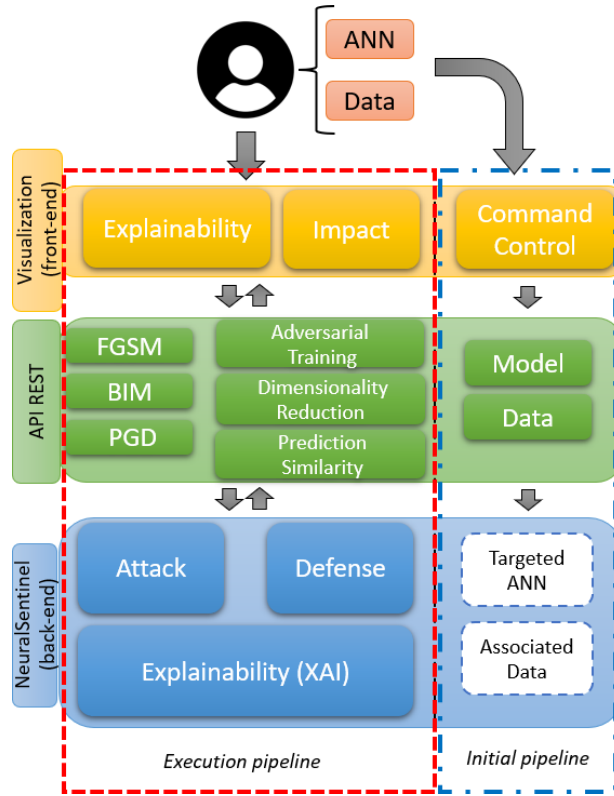 ANN
Data
Visualization
(front-end)
Explainability
Impact
Command
Control
API REST
FGSM
BIM
PGD
Adversarial
Training
Dimensionality
Reduction
Prediction
Similarity
Model
Data
NeuralSentinel
(back-end)
Attack
Defense
Explainability (XAI)
Targeted
ANN
Associated
Data
Execution pipeline
Initial pipeline